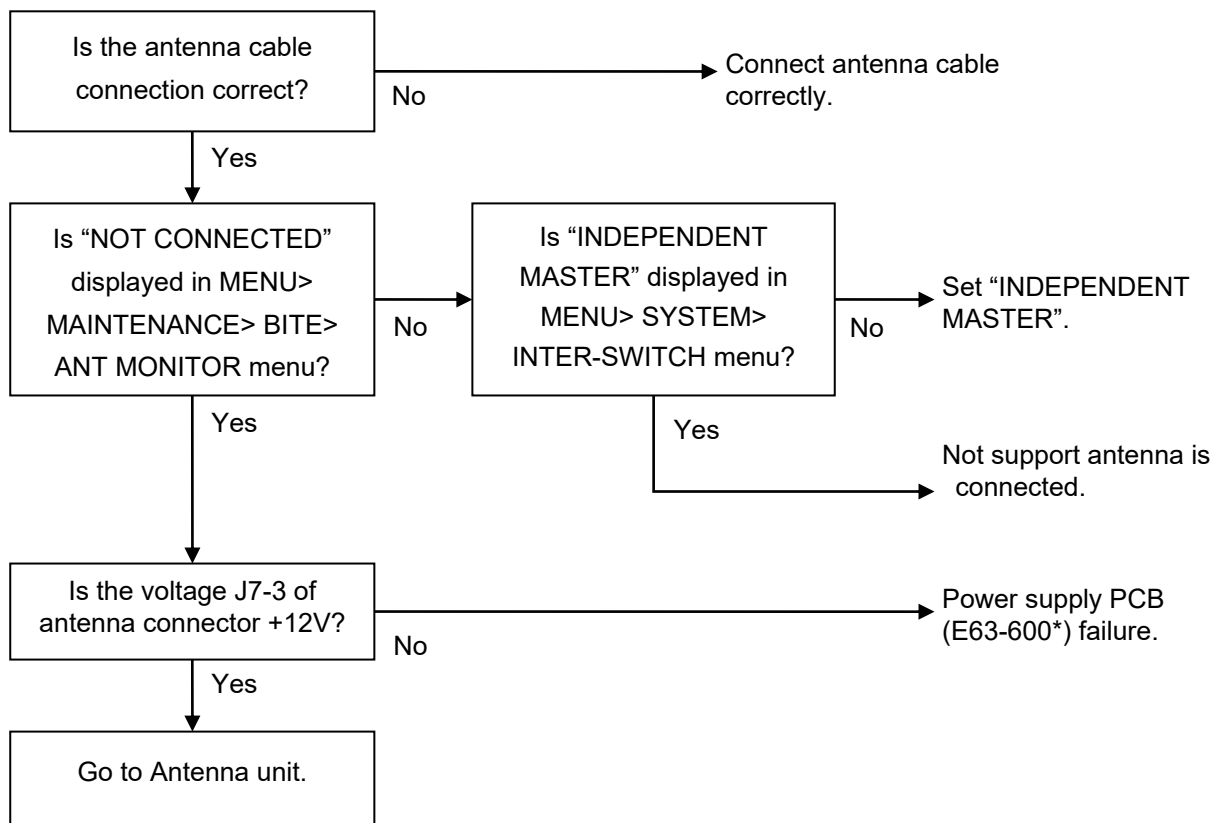 Is the antenna cable
connection correct?
No
Connect antenna cable
correctly.
Yes
Is “NOT CONNECTED”
displayed in MENU>
MAINTENANCE> BITE>
ANT MONITOR menu?
No
Is “INDEPENDENT
MASTER” displayed in
MENU> SYSTEM>
INTER-SWITCH menu?
No
Set “INDEPENDENT
MASTER”.
Yes
Yes
Not support antenna is
connected.
Is the voltage J7-3 of
antenna connector +12V?
No
Power supply PCB
(E63-600*) failure.
Yes
Go to Antenna unit.